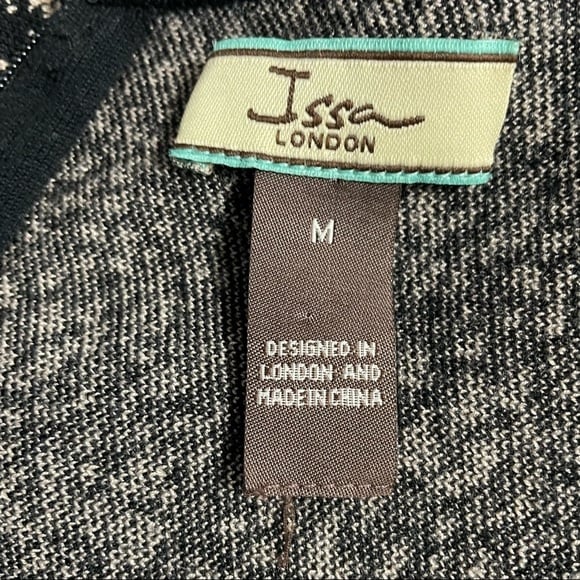 Issa
LONDON
M
DESIGNED IN
LONDON AND
MADE IN CHINA